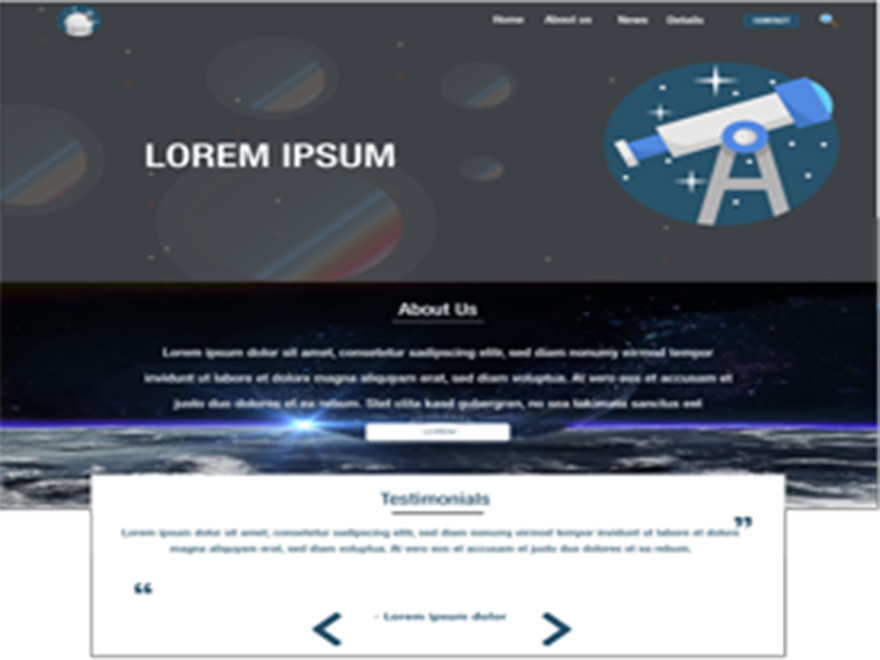 Home About us News Details CONTACT
LOREM IPSUM
About Us
Lorem ipsum dolor sit amet, consetetur sadipscing elitr, sed diam nonumy eirmod tempor
invidunt ut labore et dolore magna aliquyam erat, sed diam voluptua. At vero eos et accusam et
justo duo dolores et ea rebum. Stet clita kasd gubergren, no sea takimata sanctus est
LOREM
Testimonials
”
Lorem ipsum dolor sit amet, consetetur sadipscing elitr, sed diam nonumy eirmod tempor invidunt ut labore et dolore
magna aliquyam erat, sed diam voluptua. At vero eos et accusam et justo duo dolores et ea rebum.
“
- Lorem ipsum dolor